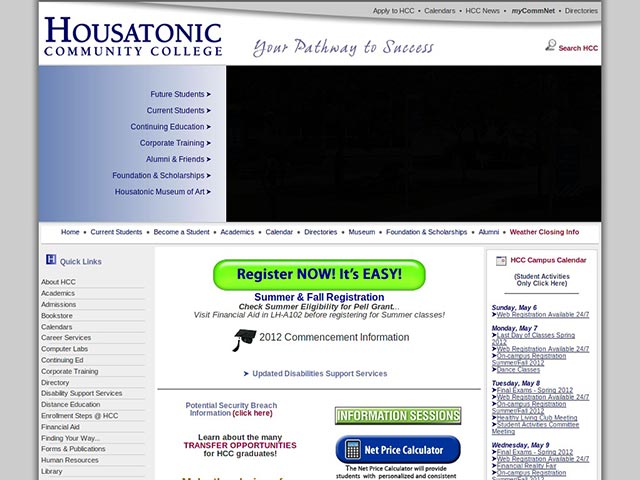 Apply to HCC • Calendars • HCC News • myCommNet • Directories
HOUSATONIC
COMMUNITY COLLEGE
Your Pathway to Success
Search HCC
Future Students
Current Students
Continuing Education
Corporate Training
Alumni & Friends
Foundation & Scholarships
Housatonic Museum of Art
Home • Current Students • Become a Student • Academics • Calendar • Directories • Museum • Foundation & Scholarships • Alumni • Weather Closing Info
H Quick Links
About HCC
Academics
Admissions
Bookstore
Calendars
Career Services
Computer Labs
Continuing Ed
Corporate Training
Directory
Disability Support Services
Distance Education
Enrollment Steps @ HCC
Financial Aid
Finding Your Way...
Forms & Publications
Human Resources
Library
Register NOW! It's EASY!
Summer & Fall Registration
Check Summer Eligibility for Pell Grant...
Visit Financial Aid in LH-A102 before registering for Summer classes!
2012 Commencement Information
Updated Disabilities Support Services
Potential Security Breach
Information (click here)
Learn about the many
TRANSFER OPPORTUNITIES
for HCC graduates!
INFORMATION SESSIONS
Net Price Calculator
The Net Price Calculator will provide
students with personalized and consistent
HCC Campus Calendar
(Student Activities
Only Click Here)
Sunday, May 6
Web Registration Available 24/7
Monday, May 7
Last Day of Classes Spring
2012
Web Registration Available 24/7
On-campus Registration
Summer/Fall 2012
Dance Classes
Tuesday, May 8
Final Exams - Spring 2012
Web Registration Available 24/7
On-campus Registration
Summer/Fall 2012
Healthy Living Club Meeting
Student Activities Committee
Meeting
Wednesday, May 9
Final Exams - Spring 2012
Web Registration Available 24/7
Financial Reality Fair
On-campus Registration